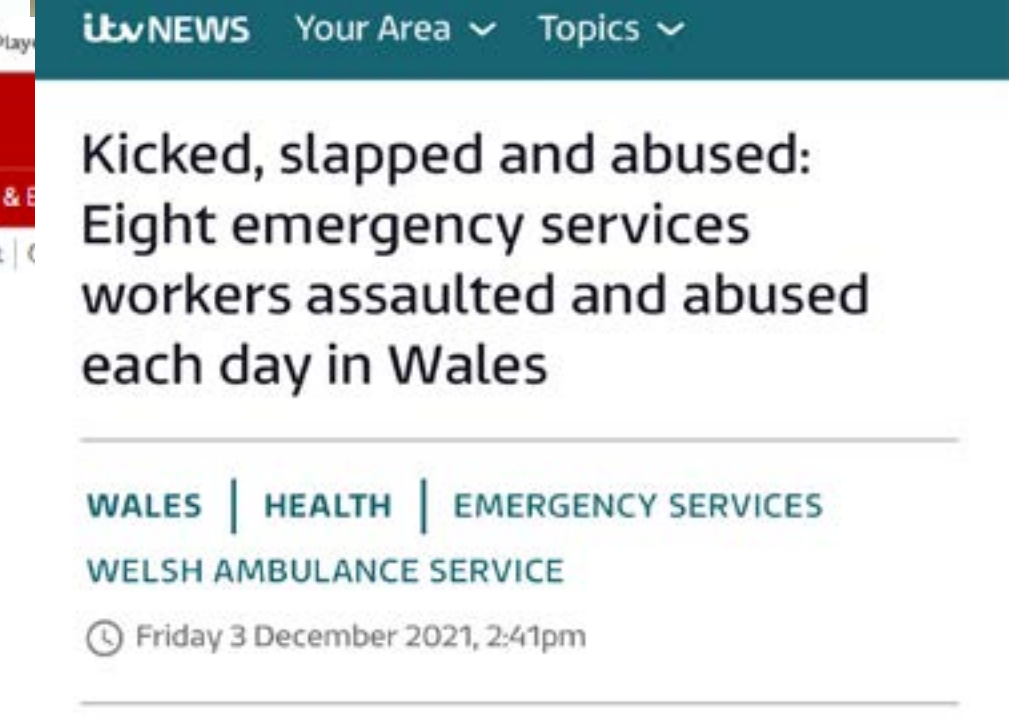 itv NEWS Your Area Topics
Kicked, slapped and abused:
Eight emergency services
workers assaulted and abused
each day in Wales
WALES | HEALTH | EMERGENCY SERVICES
WELSH AMBULANCE SERVICE
Friday 3 December 2021, 2:41pm
& E